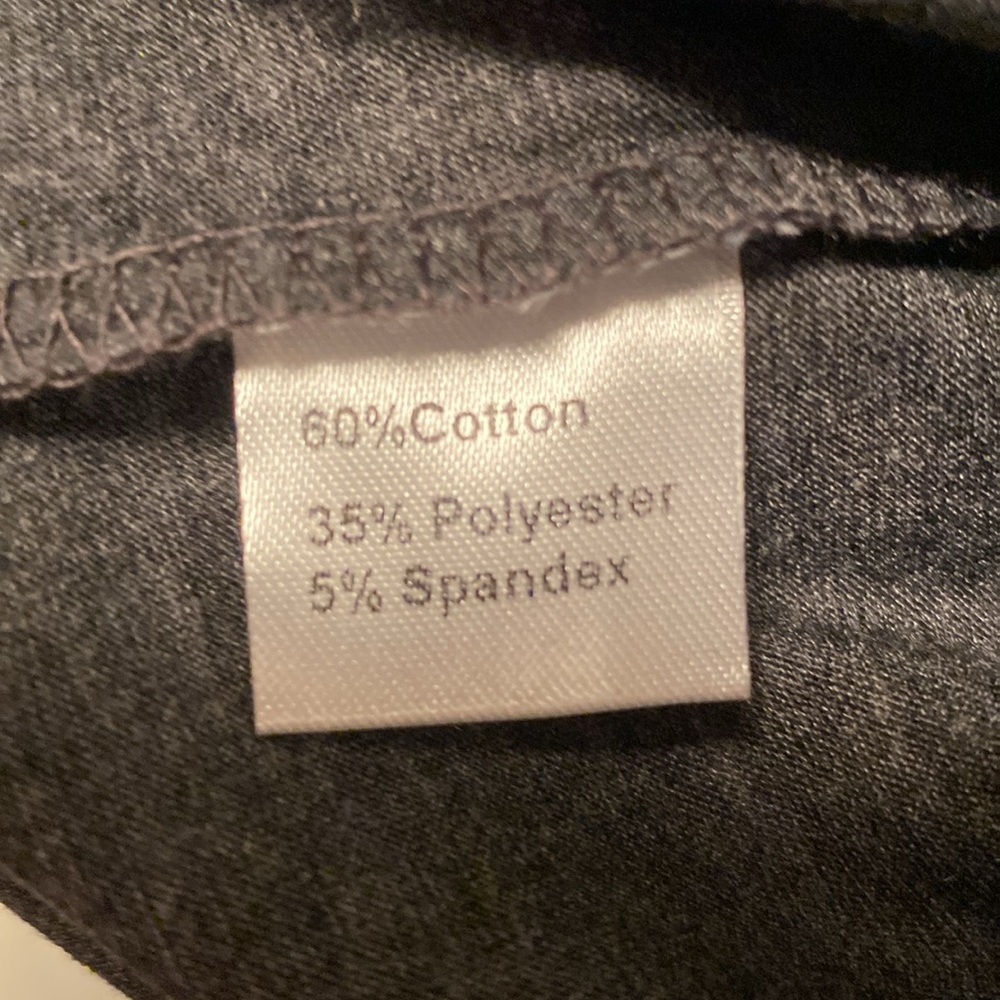 60%Cotton
35% Polyester
5% Spandex